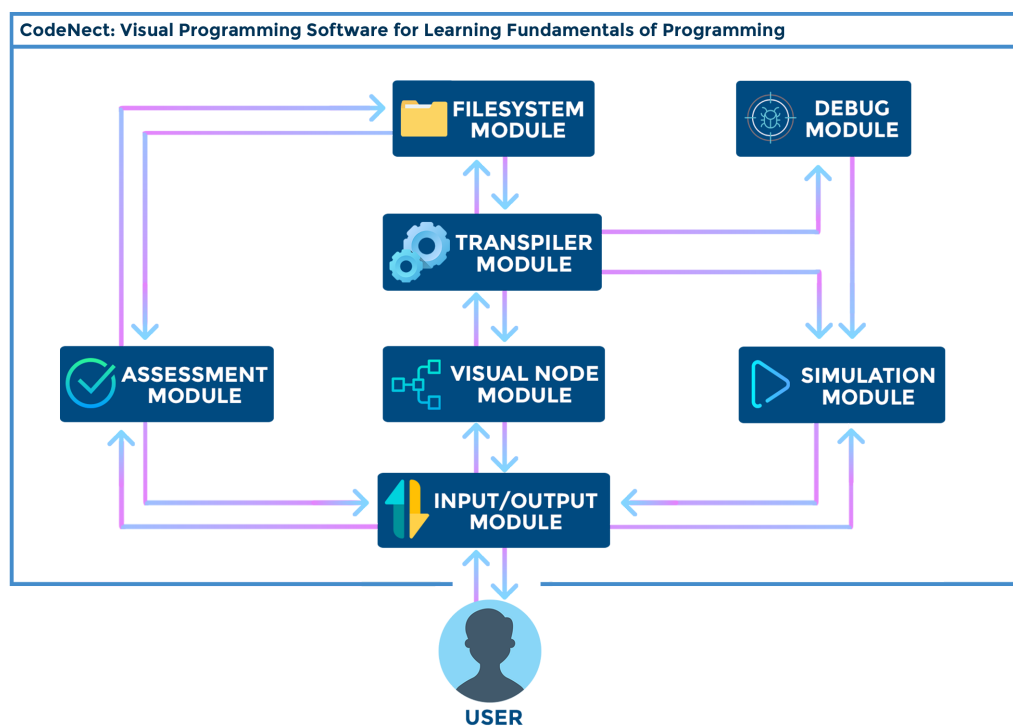 CodeNect: Visual Programming Software for Learning Fundamentals of Programming
FILESYSTEM
MODULE
DEBUG
MODULE
TRANSPILER
MODULE
ASSESSMENT
MODULE
VISUAL NODE
MODULE
SIMULATION
MODULE
INPUT/OUTPUT
MODULE
USER